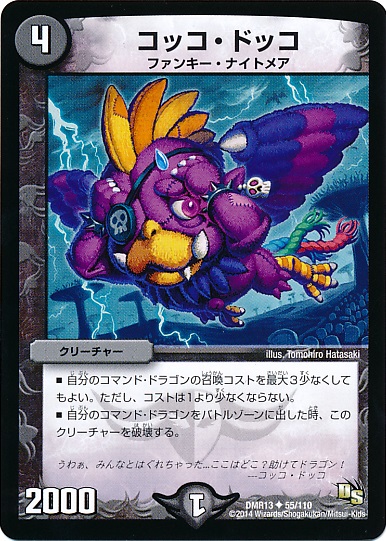 4
コッコ・ドッコ
ファンキー・ナイトメア
illus. Tomohiro Hatasaki
クリーチャー
■ 自分のコマンド・ドラゴンの召喚コストを最大3少なくして
もよい。ただし、コストは1より少なくならない。
■ 自分のコマンド・ドラゴンをバトルゾーンに出した時、この
クリーチャーを破壊する。
うわぁ、みんなとはぐれちゃった…ここはどこ?助けてドラゴン!
──コッコ・ドッコ
2000
1
DS
DMR13 ◆ 55/110
©2014 Wizards/Shogakukan/Mitsui-Kids